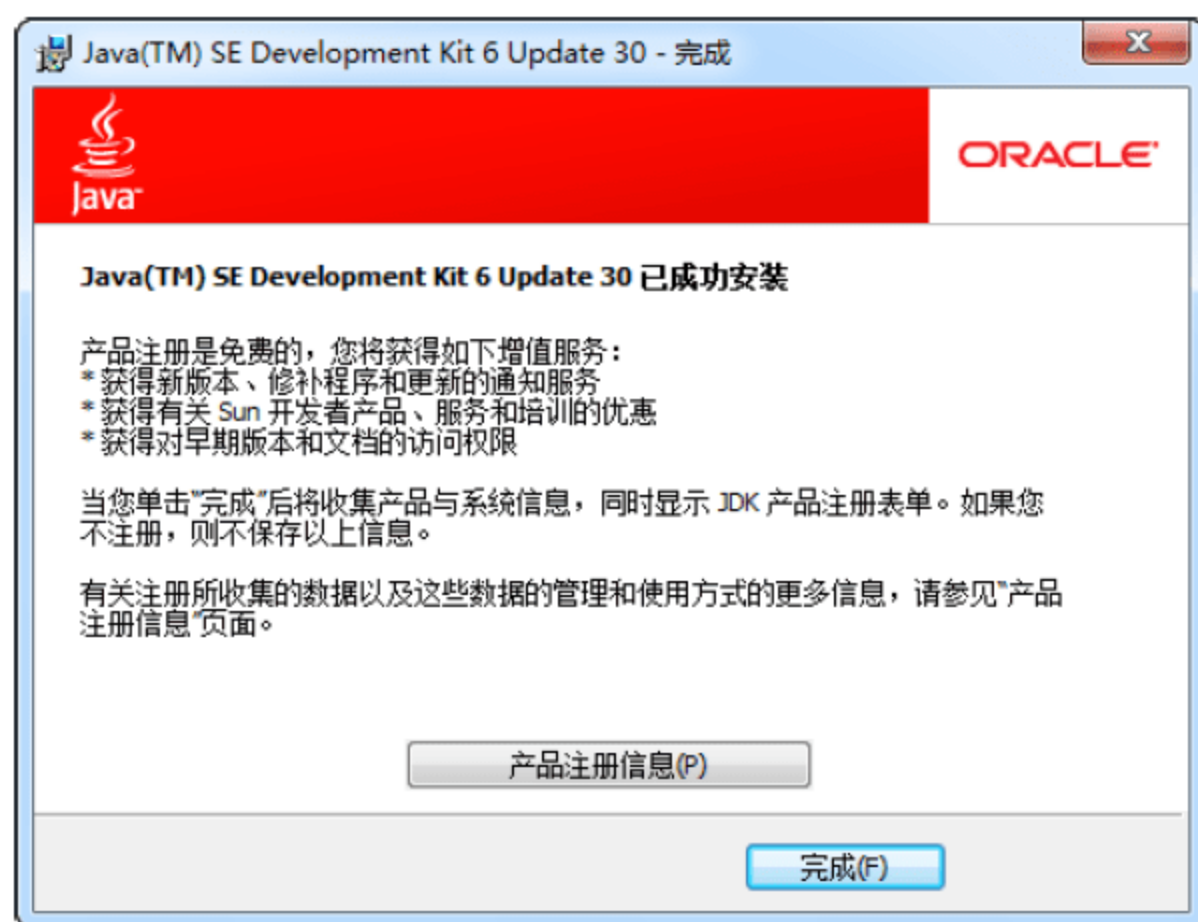 Java(TM) SE Development Kit 6 Update 30 - 完成
Java™
ORACLE®
Java(TM) SE Development Kit 6 Update 30 已成功安装
产品注册是免费的，您将获得如下增值服务：
* 获得新版本、修补程序和更新的通知服务
* 获得有关 Sun 开发者产品、服务和培训的优惠
* 获得对早期版本和文档的访问权限
当您单击"完成"后将收集产品与系统信息，同时显示 JDK 产品注册表单。如果您
不注册，则不保存以上信息。
有关注册所收集的数据以及这些数据的管理和使用方式的更多信息，请参见"产品
注册信息"页面。
产品注册信息(P)
完成(F)